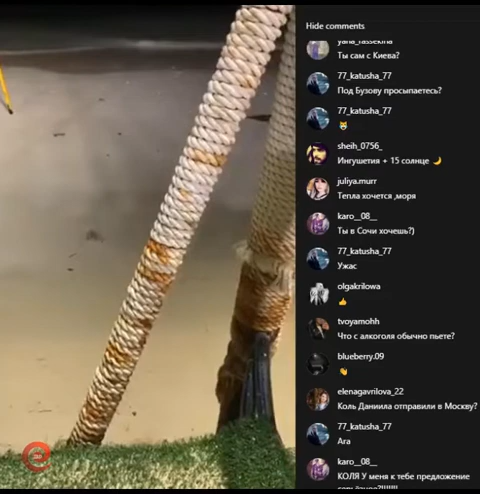 Hide comments
yana_rassekina
Ты сам с Киева?
77_katusha_77
Под Бузову просыпаетесь?
77_katusha_77
😹
sheih_0756_
Ингушетия + 15 солнце 🌙
juliya.murr
Тепла хочется ,моря
karo__08__
Ты в Сочи хочешь?)
77_katusha_77
Ужас
olgakrilowa
👍
tvoyamohh
Что с алкоголя обычно пьете?
blueberry.09
👏
elenagavrilova_22
Коль Даниила отправили в Москву?
77_katusha_77
Ага
karo__08__
КОЛЯ У меня к тебе предложение